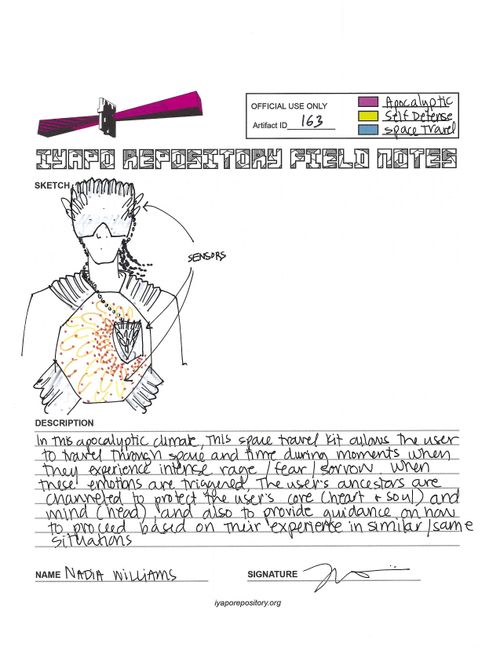 OFFICIAL USE ONLY
Artifact ID 163
Apocalyptic
Self Defense
Space Travel
IYAPO REPOSITORY FIELD NOTES
SKETCH
SENSORS
DESCRIPTION
In this apocalyptic climate, this space travel kit allows the user
to travel through space and time during moments when
they experience intense rage/fear/sorrow. When
these emotions are triggered, the user's ancestors are
channeled to protect the user's core (heart + soul) and
mind (head) and also to provide guidance on how
to proceed based on their experience in similar/same
situations
NAME NADIA WILLIAMS
SIGNATURE
iyaporepository.org